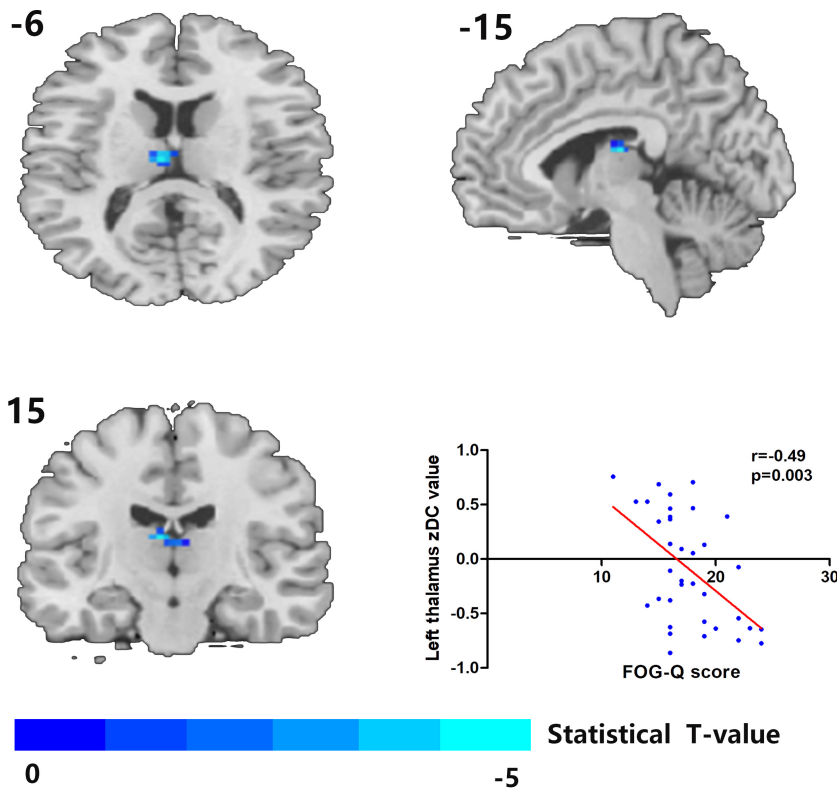 -6
-15
15
r=-0.49
p=0.003
Left thalamus zDC value
1.0
0.5
0.0
-0.5
-1.0
10
20
30
FOG-Q score
Statistical T-value
0
-5